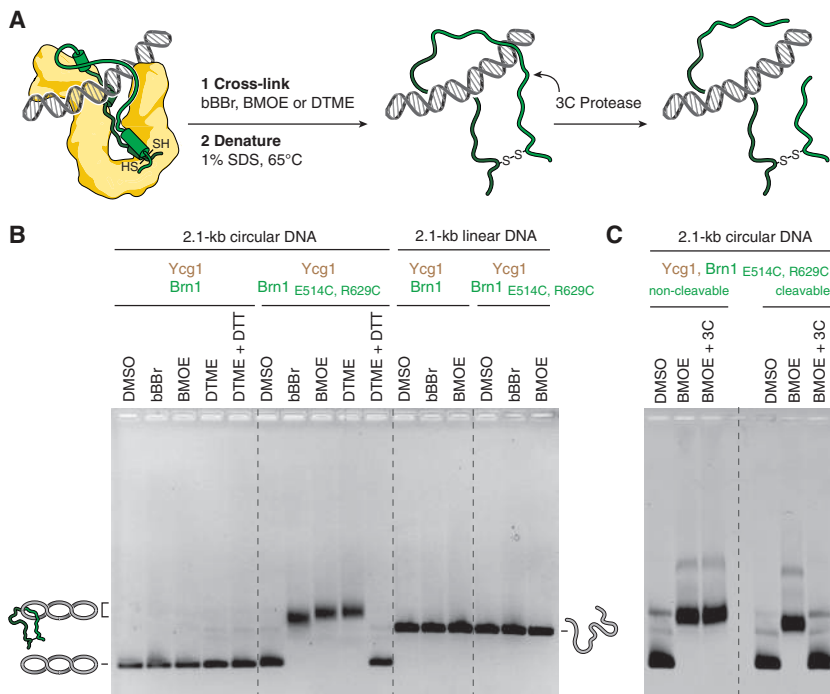 A
1 Cross-link
bBBr, BMOE or DTME
2 Denature
1% SDS, 65°C
SH
HS
S–S
3C Protease
S–S
B
2.1-kb circular DNA
2.1-kb linear DNA
Ycg1
Brn1
Ycg1
Brn1 E514C, R629C
Ycg1
Brn1
Ycg1
Brn1 E514C, R629C
DMSO
bBBr
BMOE
DTME
DTME + DTT
DMSO
bBBr
BMOE
DTME
DTME + DTT
DMSO
bBBr
BMOE
DMSO
bBBr
BMOE
C
2.1-kb circular DNA
Ycg1, Brn1 E514C, R629C
non-cleavable
cleavable
DMSO
BMOE
BMOE + 3C
DMSO
BMOE
BMOE + 3C